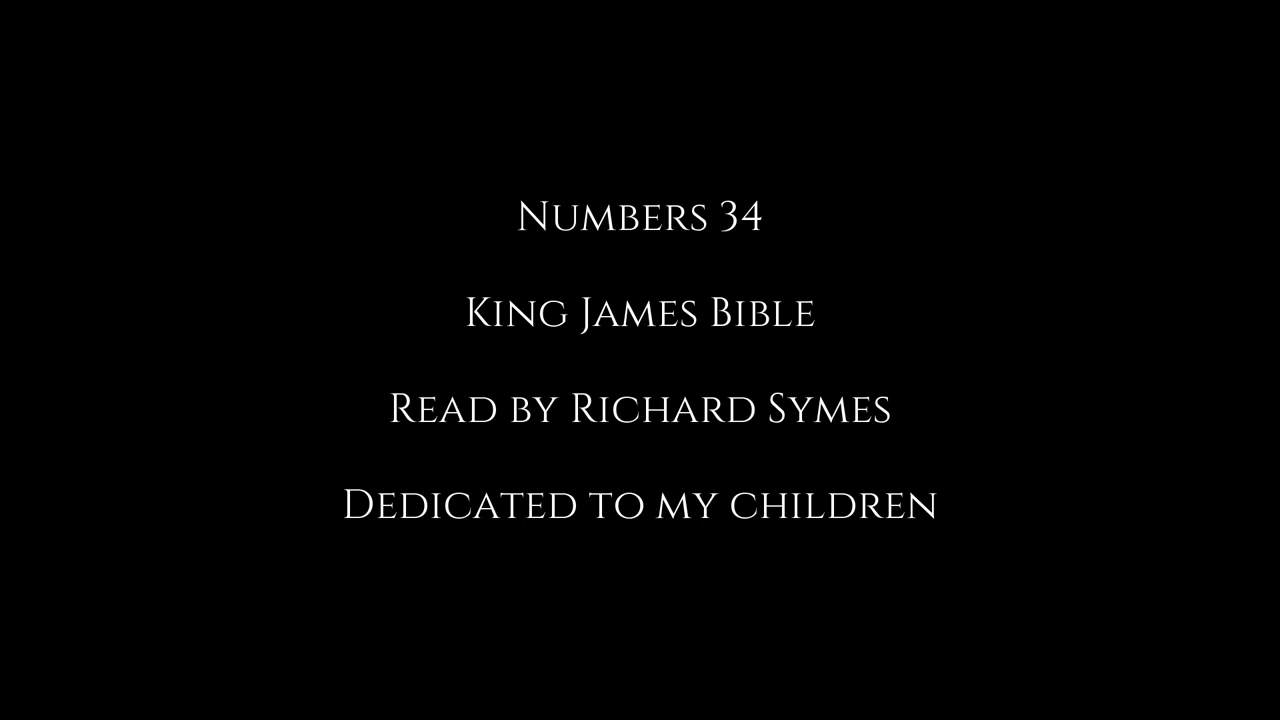 Numbers 34
King James Bible
Read by Richard Symes
Dedicated to my children